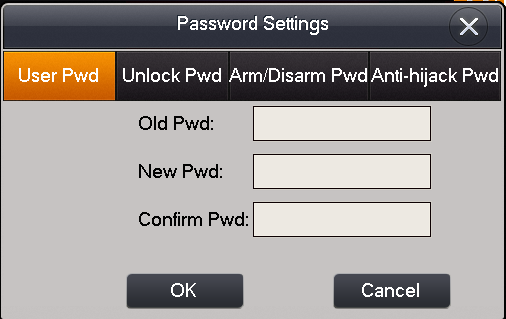 Password Settings
User Pwd Unlock Pwd Arm/Disarm Pwd Anti-hijack Pwd
Old Pwd:
New Pwd:
Confirm Pwd:
OK Cancel